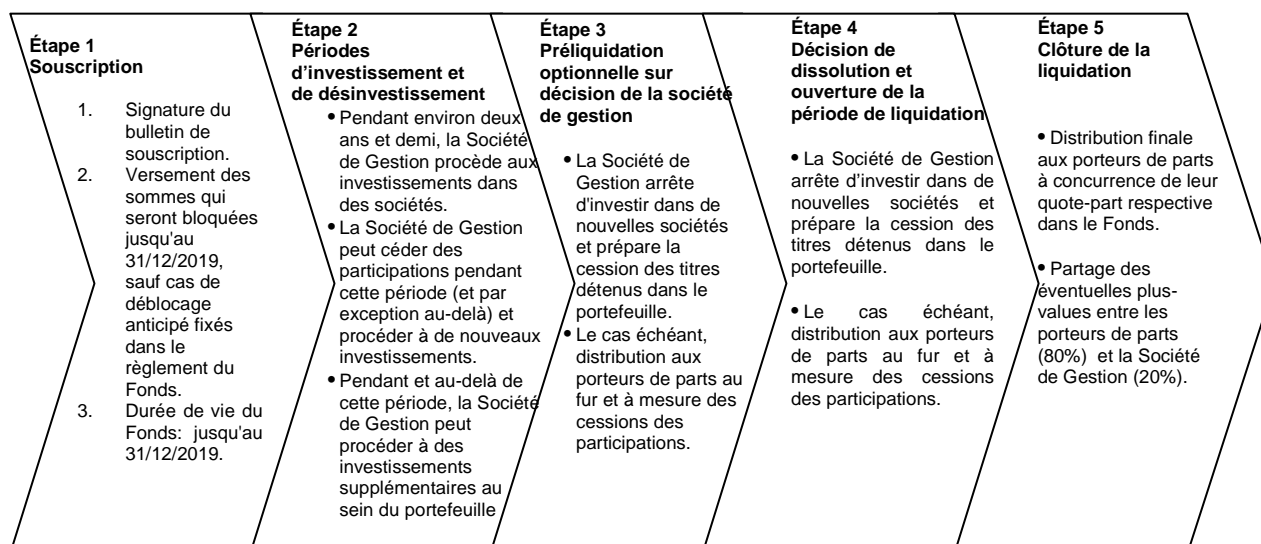 Étape 1
Souscription
1. Signature du
bulletin de
souscription.
2. Versement des
sommes qui
seront bloquées
jusqu'au
31/12/2019,
sauf cas de
déblocage
anticipé fixés
dans le
règlement du
Fonds.
3. Durée de vie du
Fonds: jusqu'au
31/12/2019.
Étape 2
Périodes
d’investissement et
de désinvestissement
• Pendant environ deux
ans et demi, la Société
de Gestion procède aux
investissements dans
des sociétés.
• La Société de Gestion
peut céder des
participations pendant
cette période (et par
exception au-delà) et
procéder à de nouveaux
investissements.
• Pendant et au-delà de
cette période, la Société
de Gestion peut
procéder à des
investissements
supplémentaires au
sein du portefeuille
Étape 3
Préliquidation
optionnelle sur
décision de la société
de gestion
• La Société de
Gestion arrête
d'investir dans de
nouvelles sociétés
et prépare la
cession des titres
détenus dans le
portefeuille.
• Le cas échéant,
distribution aux
porteurs de parts au
fur et à mesure des
cessions des
participations.
Étape 4
Décision de
dissolution et
ouverture de la
période de liquidation
• La Société de Gestion
arrête d’investir dans de
nouvelles sociétés et
prépare la cession des
titres détenus dans le
portefeuille.
• Le cas échéant,
distribution aux porteurs
de parts au fur et à
mesure des cessions
des participations.
Étape 5
Clôture de la
liquidation
• Distribution finale
aux porteurs de parts
à concurrence de leur
quote-part respective
dans le Fonds.
• Partage des
éventuelles plus-
values entre les
porteurs de parts
(80%) et la Société
de Gestion (20%).